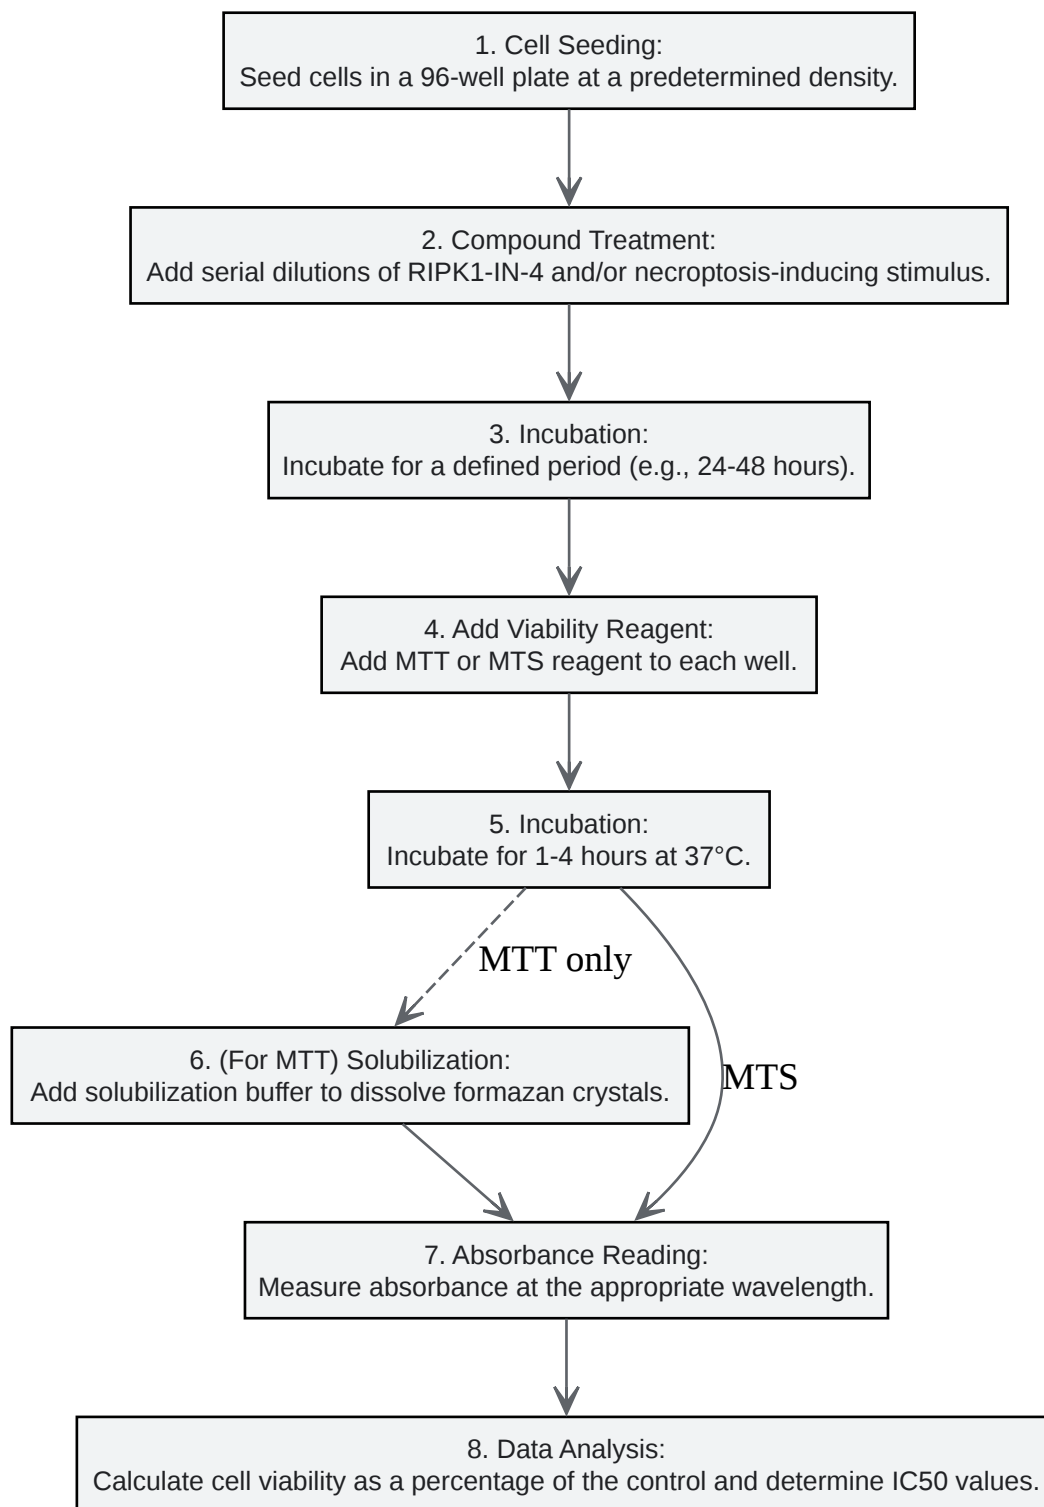 1. Cell Seeding:
Seed cells in a 96-well plate at a predetermined density.
2. Compound Treatment:
Add serial dilutions of RIPK1-IN-4 and/or necroptosis-inducing stimulus.
3. Incubation:
Incubate for a defined period (e.g., 24-48 hours).
4. Add Viability Reagent:
Add MTT or MTS reagent to each well.
5. Incubation:
Incubate for 1-4 hours at 37°C.
MTT only
6. (For MTT) Solubilization:
Add solubilization buffer to dissolve formazan crystals.
MTS
7. Absorbance Reading:
Measure absorbance at the appropriate wavelength.
8. Data Analysis:
Calculate cell viability as a percentage of the control and determine IC50 values.